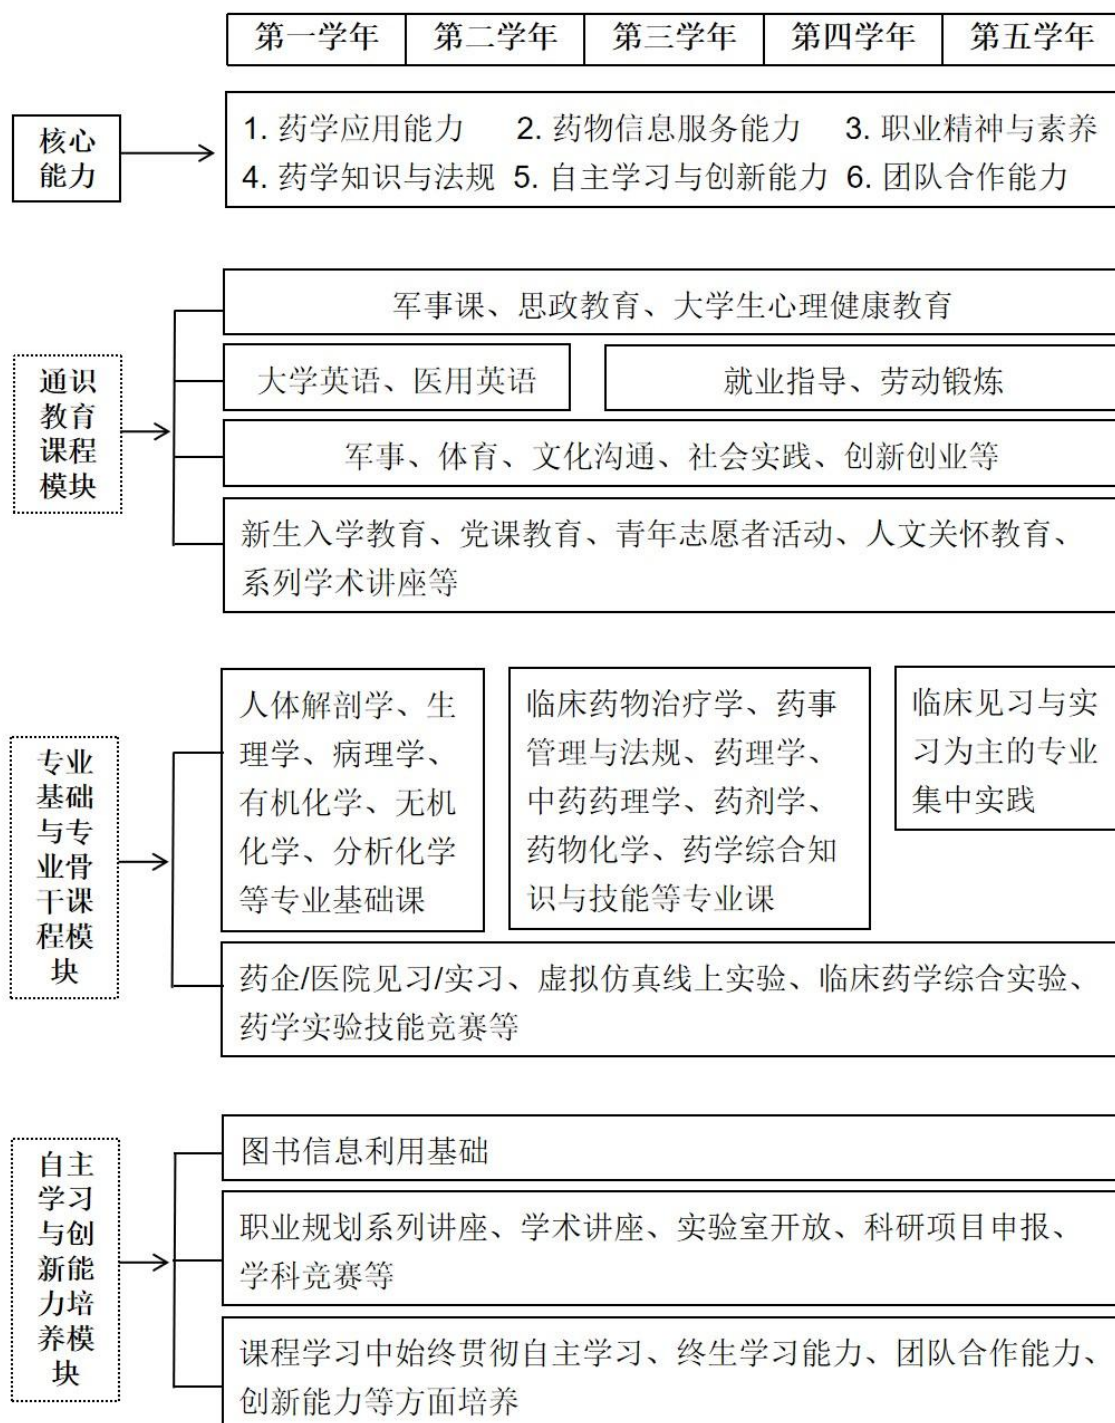 第一学年 第二学年 第三学年 第四学年 第五学年
核心
能力
1. 药学应用能力 2. 药物信息服务能力 3. 职业精神与素养
4. 药学知识与法规 5. 自主学习与创新能力 6. 团队合作能力
通识
教育
课程
模块
军事课、思政教育、大学生心理健康教育
大学英语、医用英语
就业指导、劳动锻炼
军事、体育、文化沟通、社会实践、创新创业等
新生入学教育、党课教育、青年志愿者活动、人文关怀教育、
系列学术讲座等
专业
基础
与专
业骨
干课
程模
块
人体解剖学、生
理学、病理学、
有机化学、无机
化学、分析化学
等专业基础课
临床药物治疗学、药事
管理与法规、药理学、
中药药理学、药剂学、
药物化学、药学综合知
识与技能等专业课
临床见习与实
习为主的专业
集中实践
药企/医院见习/实习、虚拟仿真线上实验、临床药学综合实验、
药学实验技能竞赛等
自主
学习
与创
新能
力培
养模
块
图书信息利用基础
职业规划系列讲座、学术讲座、实验室开放、科研项目申报、
学科竞赛等
课程学习中始终贯彻自主学习、终生学习能力、团队合作能力、
创新能力等方面培养